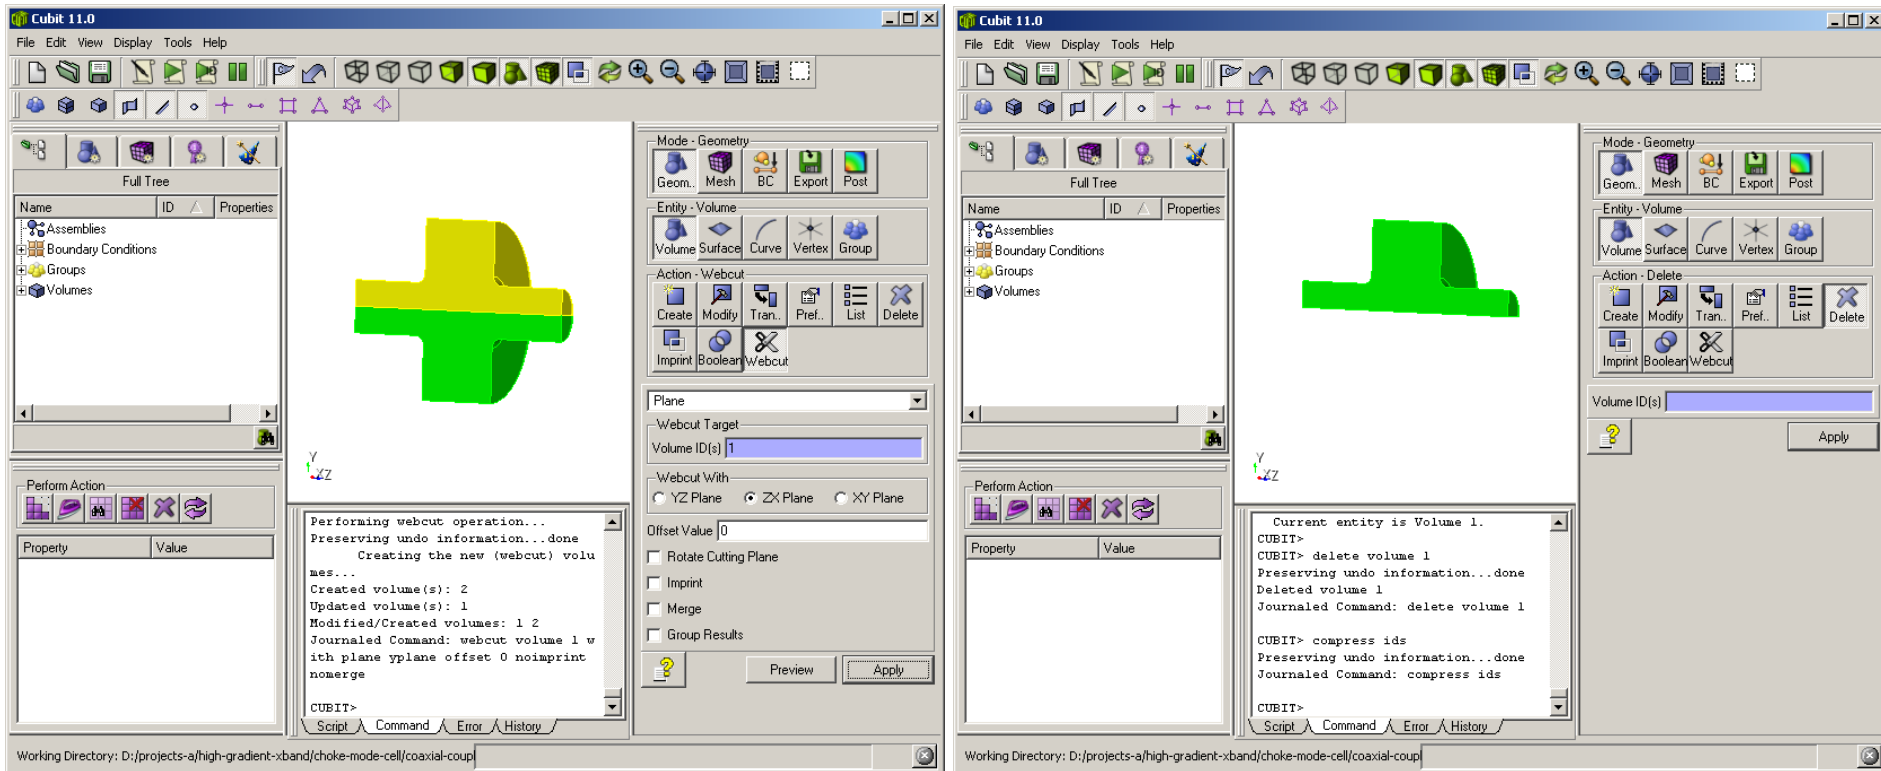 Cubit 11.0
File Edit View Display Tools Help
Full Tree
Name ID Properties
Assemblies
Boundary Conditions
Groups
Volumes
Perform Action
Property Value
Y
XZ
Performing webcut operation...
Preserving undo information...done
Creating the new (webcut) volu
mes...
Created volume(s): 2
Updated volume(s): 1
Modified/Created volumes: 1 2
Journaled Command: webcut volume 1 w
ith plane yplane offset 0 noimprint
nomerge
CUBIT>
Script Command Error History
Mode - Geometry
Geom.. Mesh BC Export Post
Entity - Volume
Volume Surface Curve Vertex Group
Action - Webcut
Create Modify Tran.. Pref.. List Delete
Imprint Boolean Webcut
Plane
Webcut Target
Volume ID(s) 1
Webcut With
YZ Plane ZX Plane XY Plane
Offset Value 0
Rotate Cutting Plane
Imprint
Merge
Group Results
Preview Apply
Working Directory: D:/projects-a/high-gradient-xband/choke-mode-cell/coaxial-coupl
Cubit 11.0
File Edit View Display Tools Help
Full Tree
Name ID Properties
Assemblies
Boundary Conditions
Groups
Volumes
Perform Action
Property Value
Y
XZ
Current entity is Volume 1.
CUBIT>
CUBIT> delete volume 1
Preserving undo information...done
Deleted volume 1
Journaled Command: delete volume 1
CUBIT> compress ids
Preserving undo information...done
Journaled Command: compress ids
CUBIT>
Script Command Error History
Mode - Geometry
Geom.. Mesh BC Export Post
Entity - Volume
Volume Surface Curve Vertex Group
Action - Delete
Create Modify Tran.. Pref.. List Delete
Imprint Boolean Webcut
Volume ID(s)
Apply
Working Directory: D:/projects-a/high-gradient-xband/choke-mode-cell/coaxial-coupl